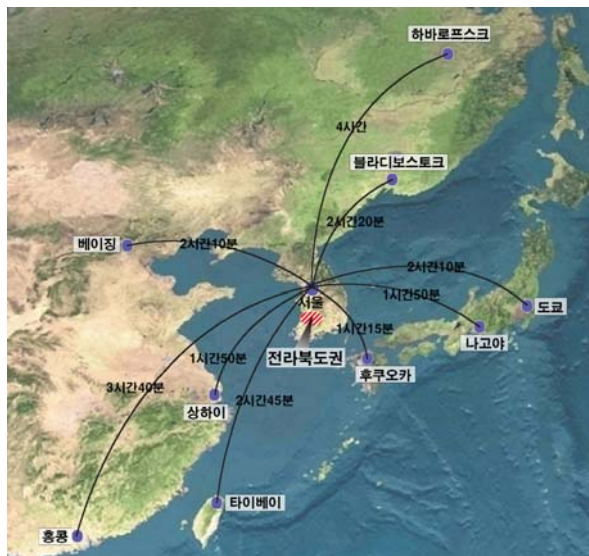 하바로프스크
4시간
블라디보스토크
2시간20분
베이징
2시간10분
2시간10분
서울
1시간50분
도쿄
1시간15분
나고야
전라북도권
1시간50분
후쿠오카
3시간40분
2시간45분
상하이
타이베이
홍콩